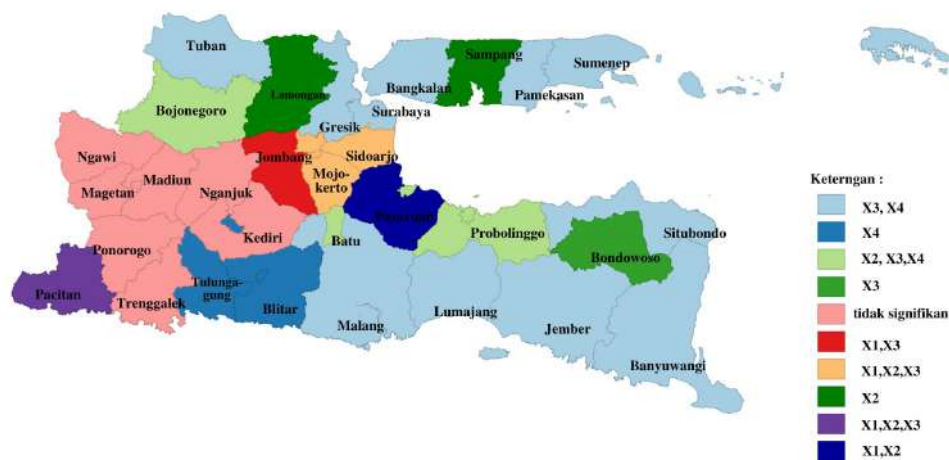 Tuban
Lamongan
Sampang
Sumenep
Bangkalan
Pamekasan
Bojonegoro
Surabaya
Gresik
Ngawi
Jombang
Sidoarjo
Mojo-
kerto
Madiun
Magetan
Nganjuk
Pasuruan
Kediri
Batu
Probolinggo
Situbondo
Ponorogo
Bondowoso
Pacitan
Tulunga-
gung
Trenggalek
Blitar
Malang
Lumajang
Jember
Banyuwangi
Keterngan :
X3, X4
X4
X2, X3,X4
X3
tidak signifikan
X1,X3
X1,X2,X3
X2
X1,X2,X3
X1,X2